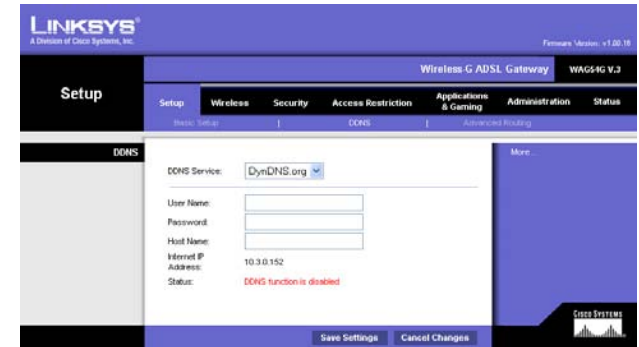 LINKSYS®
A Division of Cisco Systems, Inc.
Firmware Version: v1.00.16
Wireless-G ADSL Gateway WAG54G V.3
Setup
Setup Wireless Security Access Restriction Applications & Gaming Administration Status
Basic Setup | DDNS | Advanced Routing
DDNS
More...
DDNS Service: DynDNS.org
User Name:
Password:
Host Name:
Internet IP
Address: 10.3.0.152
Status: DDNS function is disabled
CISCO SYSTEMS
Save Settings Cancel Changes